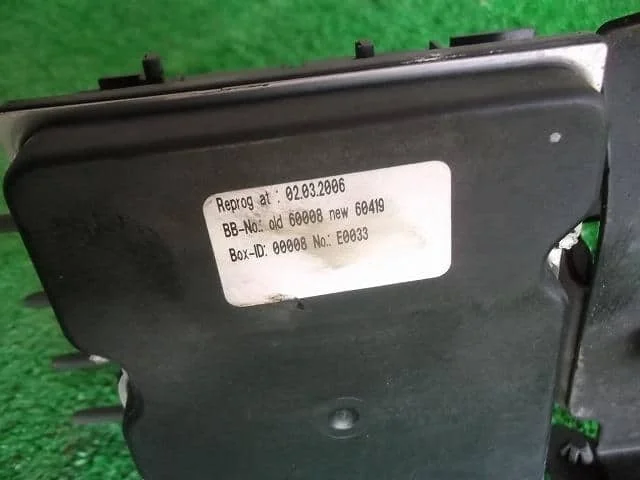 Reprog at : 02.03.2006
BB-No.: old 60008 new 60419
Box-ID: 00008 No.: E0033